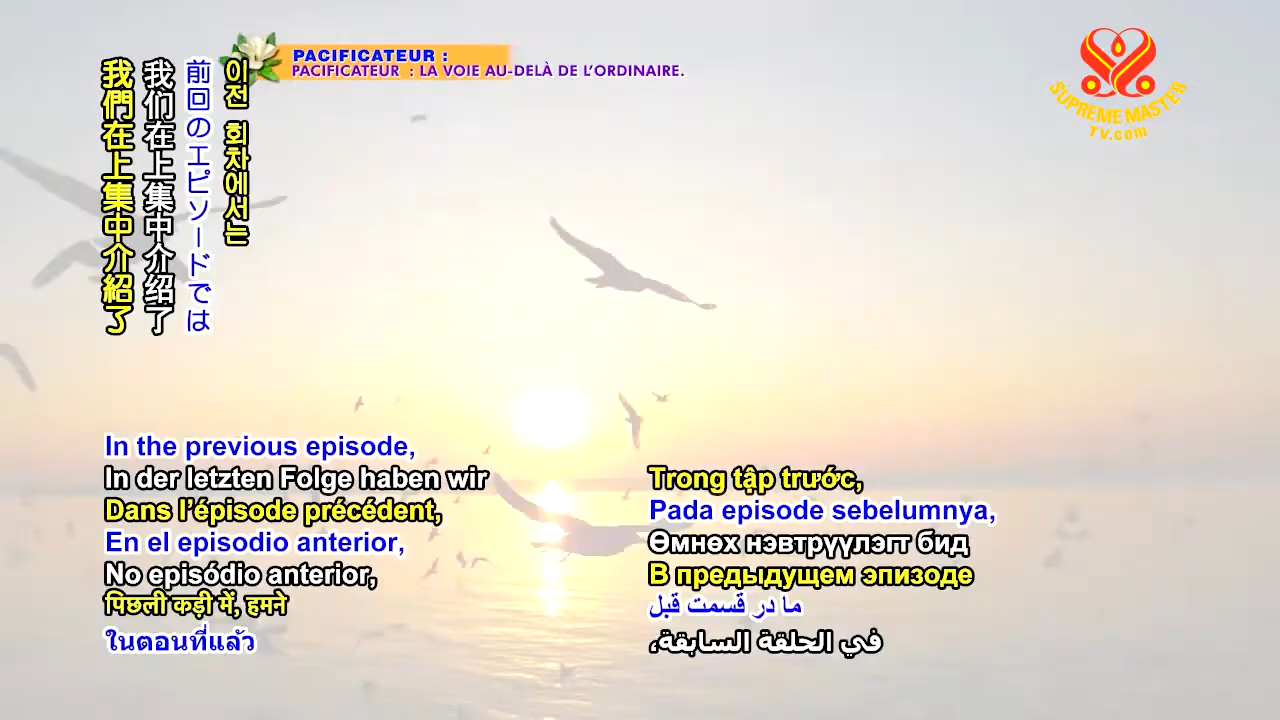 PACIFICATEUR :
PACIFICATEUR : LA VOIE AU-DELÀ DE L'ORDINAIRE.
SUPREME MASTER
TV.com
이전 회차에서는
前回のエピソードでは
我们在上集中介绍了
我們在上集中介紹了
In the previous episode,
In der letzten Folge haben wir
Dans l'épisode précédent,
En el episodio anterior,
No episódio anterior,
पिछली कड़ी में, हमने
ในตอนที่แล้ว
Trong tập trước,
Pada episode sebelumnya,
Өмнөх нэвтрүүлэгт бид
В предыдущем эпизоде
ما در قسمت قبل
في الحلقة السابقة،